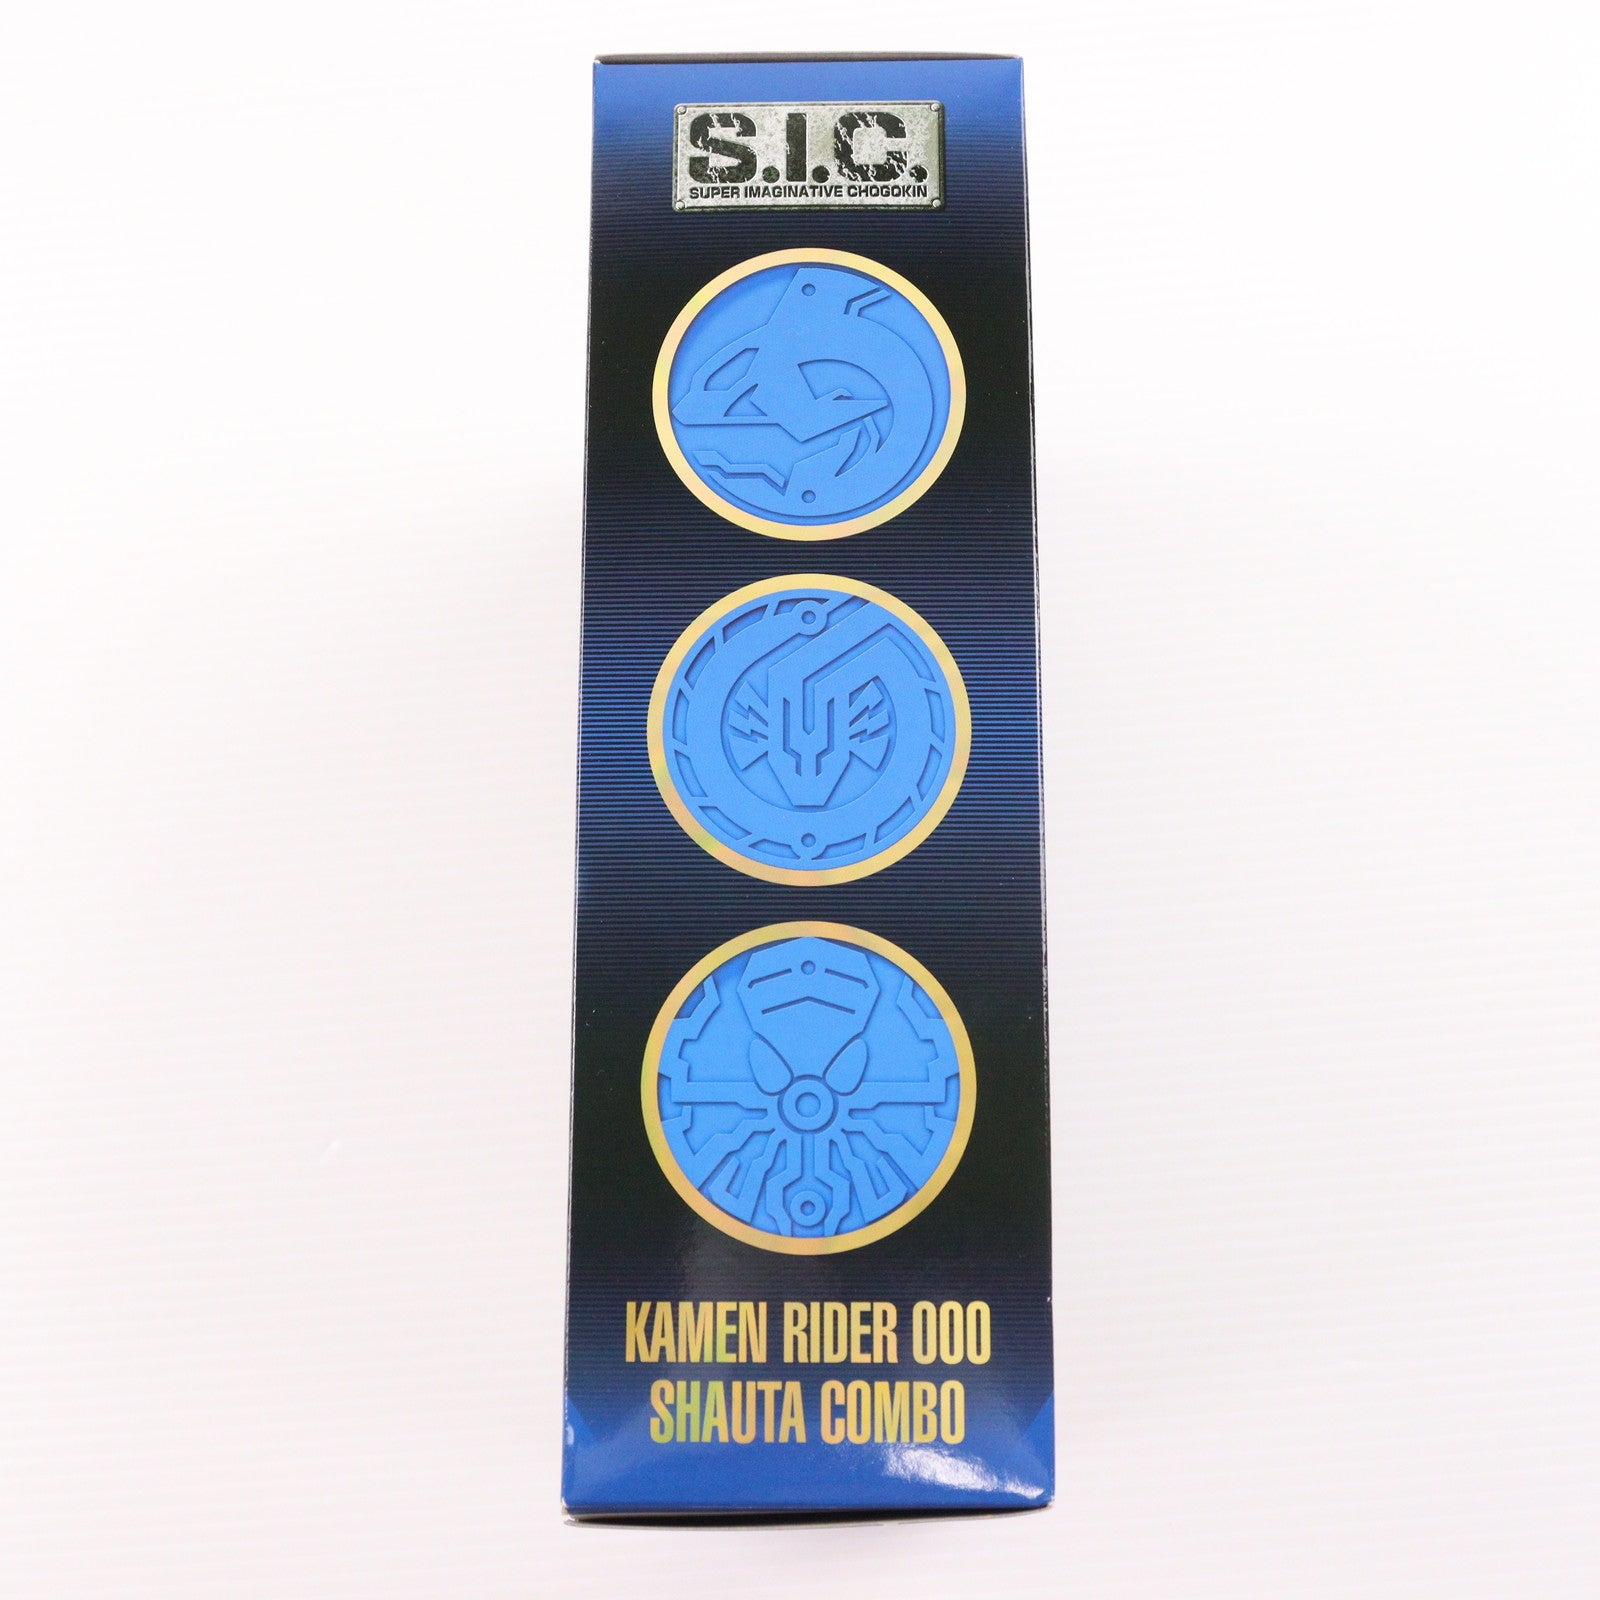 S.I.C.
SUPER IMAGINATIVE CHOGOKIN
KAMEN RIDER OOO
SHAUTA COMBO